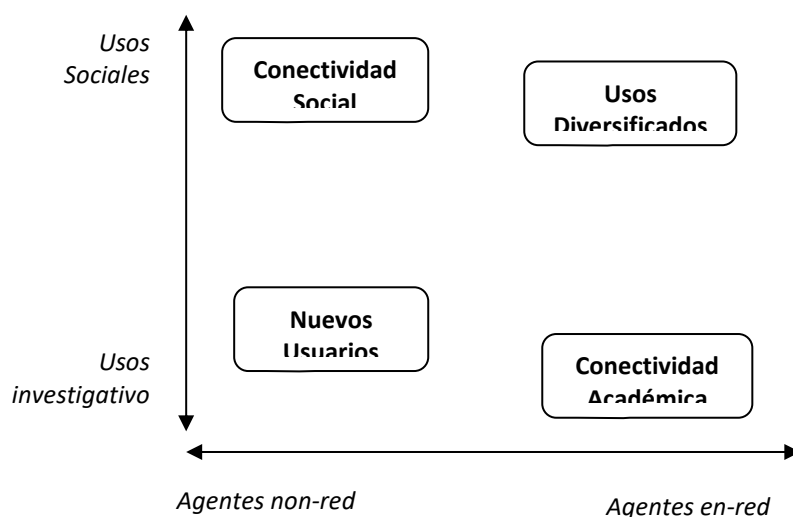 Usos
Sociales
Conectividad
Social
Usos
Diversificados
Nuevos
Usuarios
Usos
investigativo
Conectividad
Académica
Agentes non-red
Agentes en-red